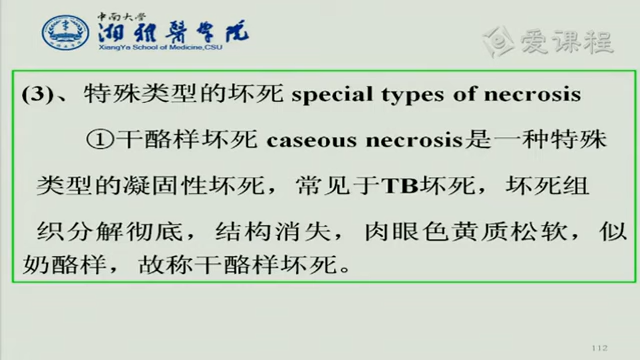 中南大學
湘雅醫学院
XiangYa School of Medicine,CSU
爱课程
(3)、特殊类型的坏死 special types of necrosis
①干酪样坏死 caseous necrosis是一种特殊
类型的凝固性坏死，常见于TB坏死，坏死组
织分解彻底，结构消失，肉眼色黄质松软，似
奶酪样，故称干酪样坏死。
112